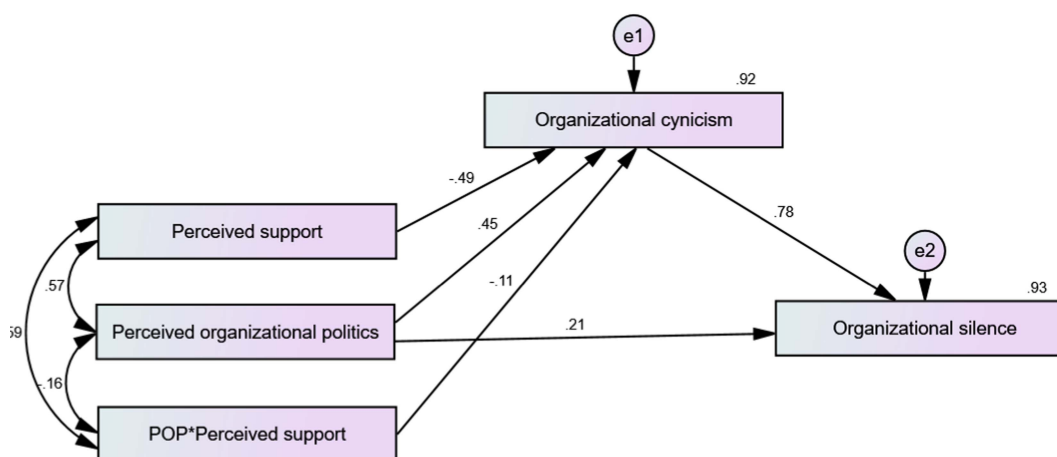 e1
.92
Organizational cynicism
-.49
.78
Perceived support
.45
e2
.57
-.11
.93
59
Perceived organizational politics
.21
Organizational silence
-.16
POP*Perceived support